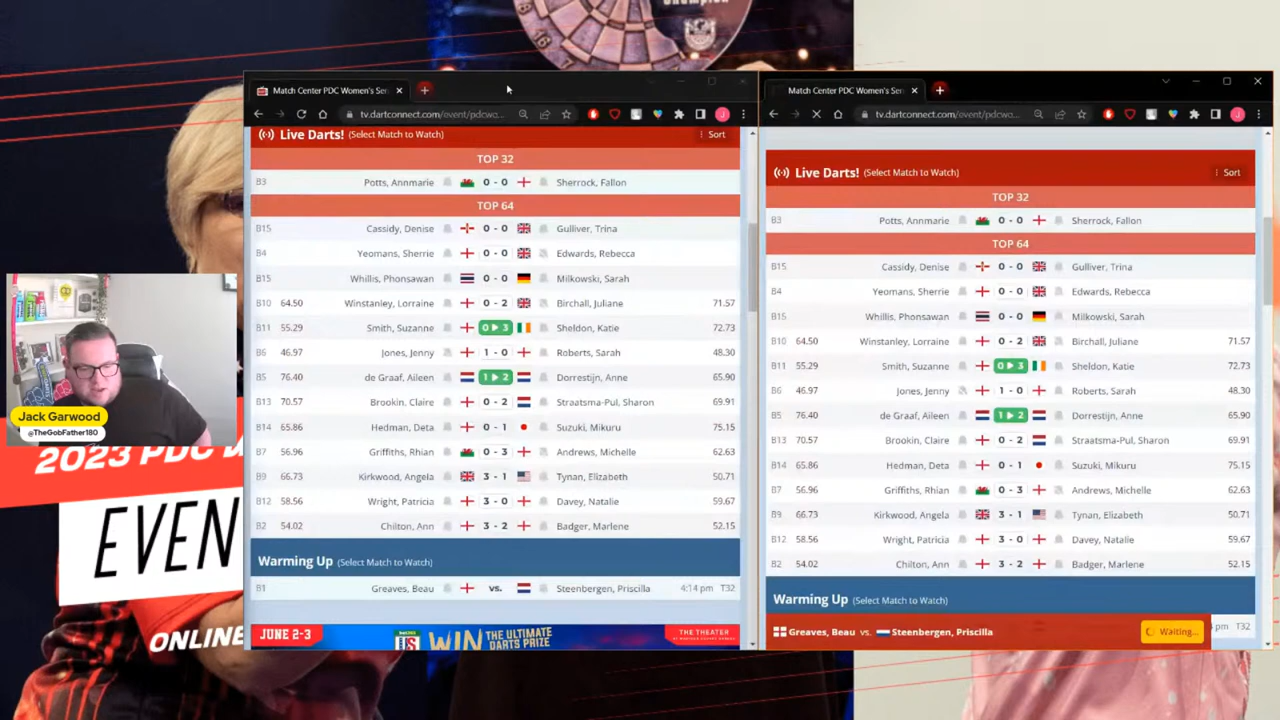 Champion
16
Match Center PDC Women's Ser
tv.dartconnect.com/event/pdcwo...
Live Darts! (Select Match to Watch)
Sort
TOP 32
B3 Potts, Annmarie 0 - 0 Sherrock, Fallon
TOP 64
B15 Cassidy, Denise 0 - 0 Gulliver, Trina
B4 Yeomans, Sherrie 0 - 0 Edwards, Rebecca
B15 Whillis, Phonsawan 0 - 0 Milkowski, Sarah
B10 64.50 Winstanley, Lorraine 0 - 2 Birchall, Juliane 71.57
B11 55.29 Smith, Suzanne 0 ▶ 3 Sheldon, Katie 72.73
B6 46.97 Jones, Jenny 1 - 0 Roberts, Sarah 48.30
B5 76.40 de Graaf, Aileen 1 ▶ 2 Dorrestijn, Anne 65.90
B13 70.57 Brookin, Claire 0 - 2 Straatsma-Pul, Sharon 69.91
B14 65.86 Hedman, Deta 0 - 1 Suzuki, Mikuru 75.15
B7 56.96 Griffiths, Rhian 0 - 3 Andrews, Michelle 62.63
B9 66.73 Kirkwood, Angela 3 - 1 Tynan, Elizabeth 50.71
B12 58.56 Wright, Patricia 3 - 0 Davey, Natalie 59.67
B2 54.02 Chilton, Ann 3 - 2 Badger, Marlene 52.15
Warming Up (Select Match to Watch)
B1 Greaves, Beau vs. Steenbergen, Priscilla 4:14 pm T32
JUNE 2-3
WIN THE ULTIMATE
DARTS PRIZE
THE THEATER
Match Center PDC Women's Ser
tv.dartconnect.com/event/pdcwo...
Live Darts! (Select Match to Watch)
Sort
TOP 32
B3 Potts, Annmarie 0 - 0 Sherrock, Fallon
TOP 64
B15 Cassidy, Denise 0 - 0 Gulliver, Trina
B4 Yeomans, Sherrie 0 - 0 Edwards, Rebecca
B15 Whillis, Phonsawan 0 - 0 Milkowski, Sarah
B10 64.50 Winstanley, Lorraine 0 - 2 Birchall, Juliane 71.57
B11 55.29 Smith, Suzanne 0 ▶ 3 Sheldon, Katie 72.73
B6 46.97 Jones, Jenny 1 - 0 Roberts, Sarah 48.30
B5 76.40 de Graaf, Aileen 1 ▶ 2 Dorrestijn, Anne 65.90
B13 70.57 Brookin, Claire 0 - 2 Straatsma-Pul, Sharon 69.91
B14 65.86 Hedman, Deta 0 - 1 Suzuki, Mikuru 75.15
B7 56.96 Griffiths, Rhian 0 - 3 Andrews, Michelle 62.63
B9 66.73 Kirkwood, Angela 3 - 1 Tynan, Elizabeth 50.71
B12 58.56 Wright, Patricia 3 - 0 Davey, Natalie 59.67
B2 54.02 Chilton, Ann 3 - 2 Badger, Marlene 52.15
Warming Up (Select Match to Watch)
Greaves, Beau vs. Steenbergen, Priscilla Waiting... pm T32
Jack Garwood
@TheGobFather180
2023 PDC W
EVEN
ONLINE